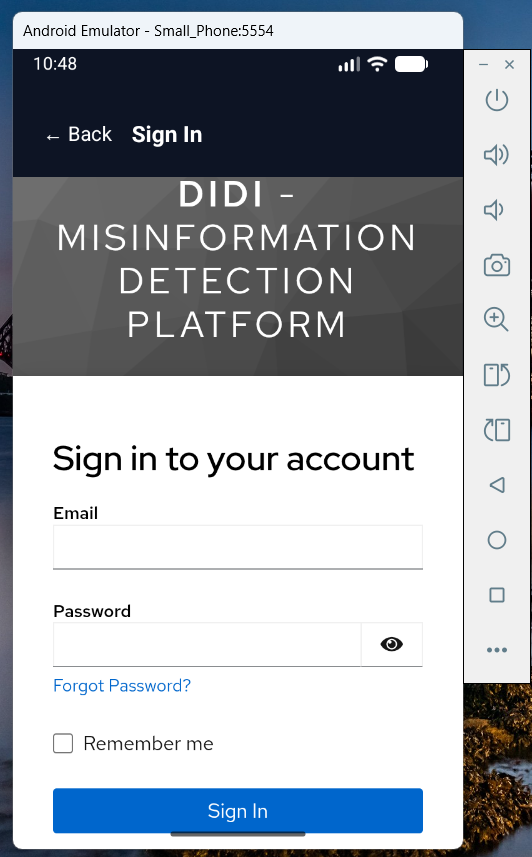 Android Emulator - Small_Phone:5554
10:48
← Back Sign In
DIDI -
MISINFORMATION
DETECTION
PLATFORM
Sign in to your account
Email
Password
Forgot Password?
Remember me
Sign In